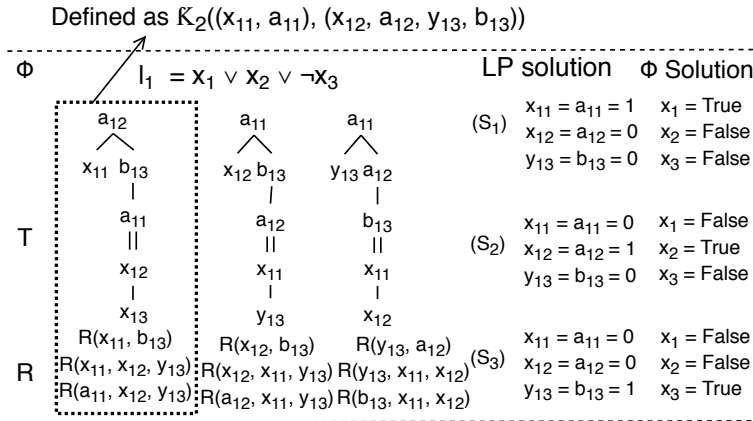 Defined as 𝕂₂((x₁₁, a₁₁), (x₁₂, a₁₂, y₁₃, b₁₃))
Φ
l₁ = x₁ ∨ x₂ ∨ ¬x₃
LP solution
Φ Solution
T
R
a₁₂
x₁₁ b₁₃
a₁₁
x₁₂
x₁₃
R(x₁₁, b₁₃)
R(x₁₁, x₁₂, y₁₃)
R(a₁₁, x₁₂, y₁₃)
a₁₁
x₁₂ b₁₃
a₁₂
x₁₁
y₁₃
R(x₁₂, b₁₃)
R(x₁₂, x₁₁, y₁₃)
R(a₁₂, x₁₁, y₁₃)
a₁₁
y₁₃ a₁₂
b₁₃
x₁₁
x₁₂
R(y₁₃, a₁₂)
R(y₁₃, x₁₁, x₁₂)
R(b₁₃, x₁₁, x₁₂)
(S₁)
x₁₁ = a₁₁ = 1 x₁ = True
x₁₂ = a₁₂ = 0 x₂ = False
y₁₃ = b₁₃ = 0 x₃ = False
(S₂)
x₁₁ = a₁₁ = 0 x₁ = False
x₁₂ = a₁₂ = 1 x₂ = True
y₁₃ = b₁₃ = 0 x₃ = False
(S₃)
x₁₁ = a₁₁ = 0 x₁ = False
x₁₂ = a₁₂ = 0 x₂ = False
y₁₃ = b₁₃ = 1 x₃ = True